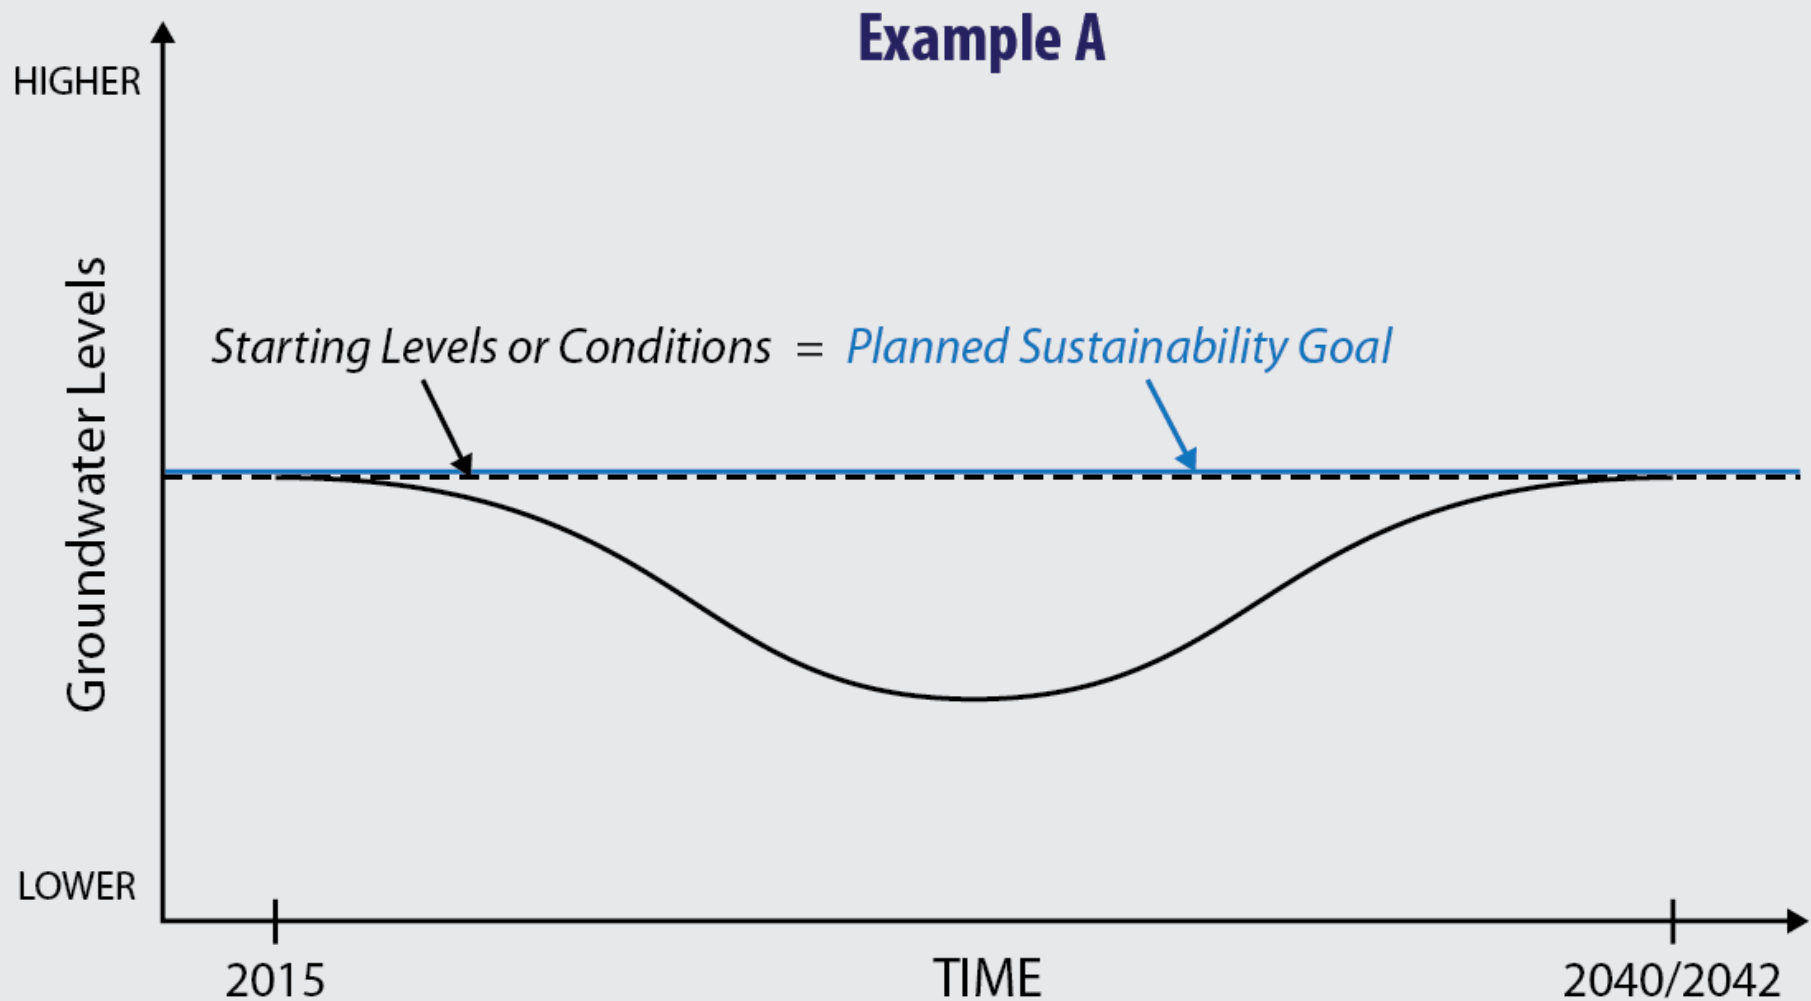 Example A
HIGHER
Groundwater Levels
Starting Levels or Conditions = Planned Sustainability Goal
LOWER
2015
TIME
2040/2042